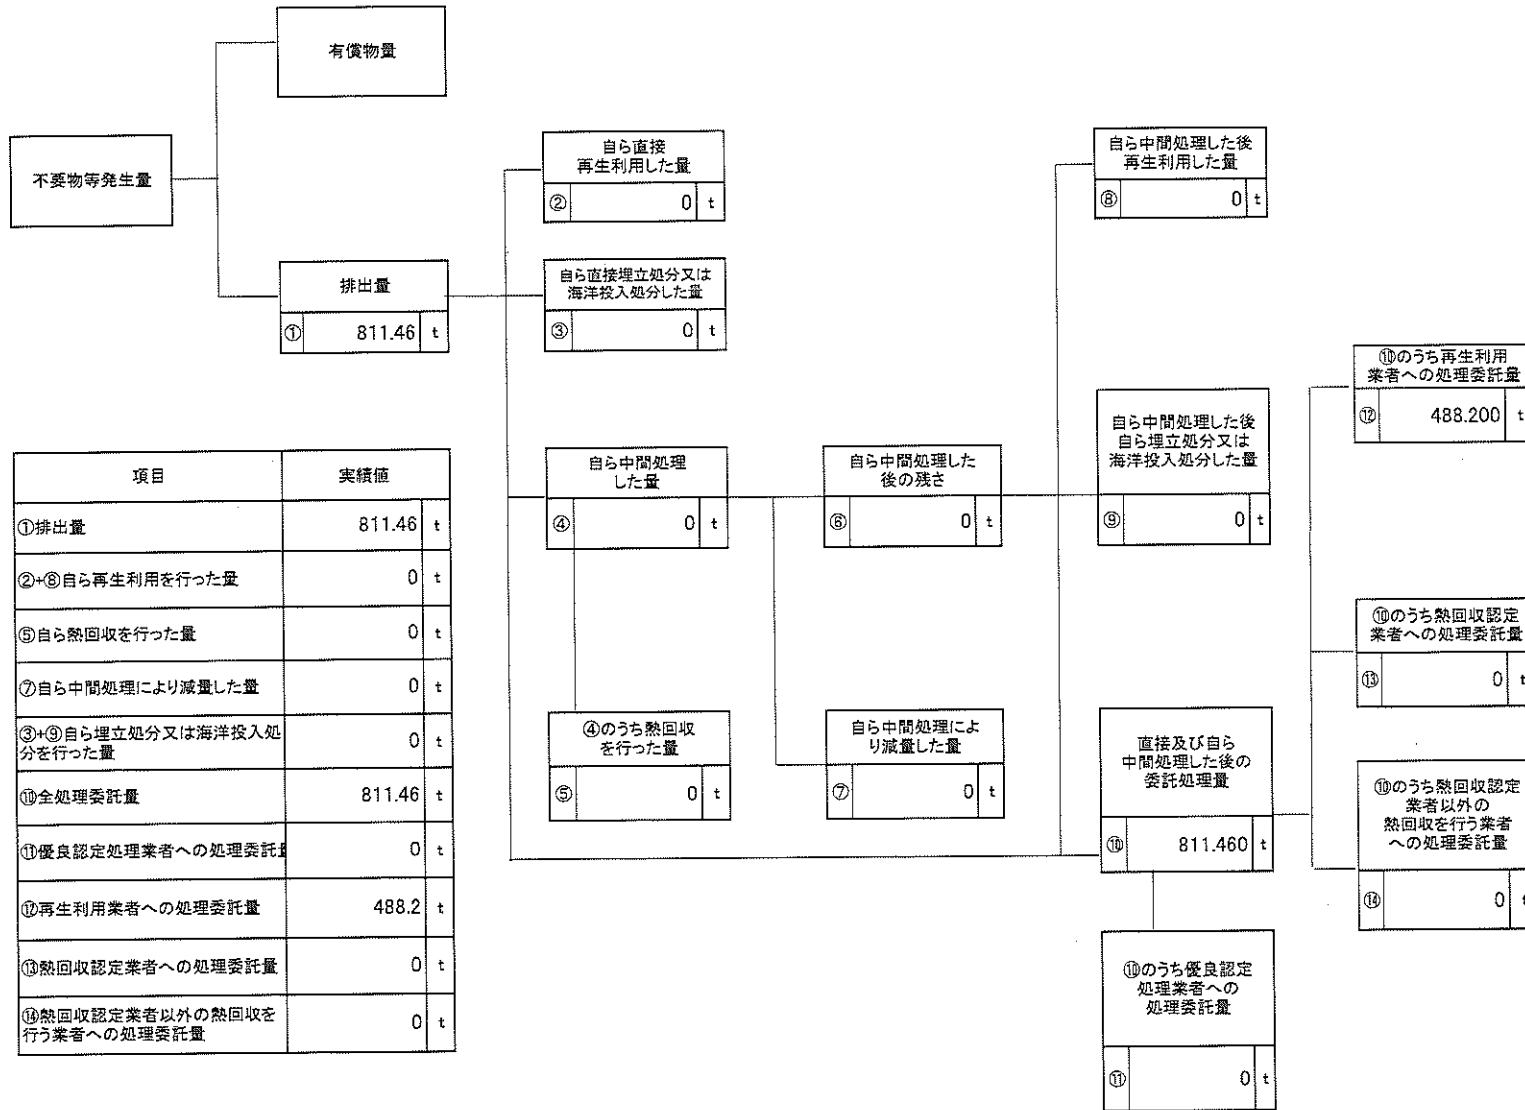 有償物量
不要物等発生量
排出量
① 811.46 t
自ら直接
再生利用した量
② 0 t
自ら直接埋立処分又は
海洋投入処分した量
③ 0 t
自ら中間処理
した量
④ 0 t
④のうち熱回収
を行った量
⑤ 0 t
自ら中間処理した
後の残さ
⑥ 0 t
自ら中間処理によ
り減量した量
⑦ 0 t
自ら中間処理した後
再生利用した量
⑧ 0 t
自ら中間処理した後
自ら埋立処分又は
海洋投入処分した量
⑨ 0 t
直接及び自ら
中間処理した後の
委託処理量
⑩ 811.460 t
⑩のうち優良認定
処理業者への
処理委託量
⑪ 0 t
⑩のうち再生利用
業者への処理委託量
⑫ 488.200 t
⑩のうち熱回収認定
業者への処理委託量
⑬ 0 t
⑩のうち熱回収認定
業者以外の
熱回収を行う業者
への処理委託量
⑭ 0 t
項目 実績値
①排出量 811.46 t
②+⑧自ら再生利用を行った量 0 t
⑤自ら熱回収を行った量 0 t
⑦自ら中間処理により減量した量 0 t
③+⑨自ら埋立処分又は海洋投入処
分を行った量 0 t
⑩全処理委託量 811.46 t
⑪優良認定処理業者への処理委託 0 t
⑫再生利用業者への処理委託量 488.2 t
⑬熱回収認定業者への処理委託量 0 t
⑭熱回収認定業者以外の熱回収を
行う業者への処理委託量 0 t